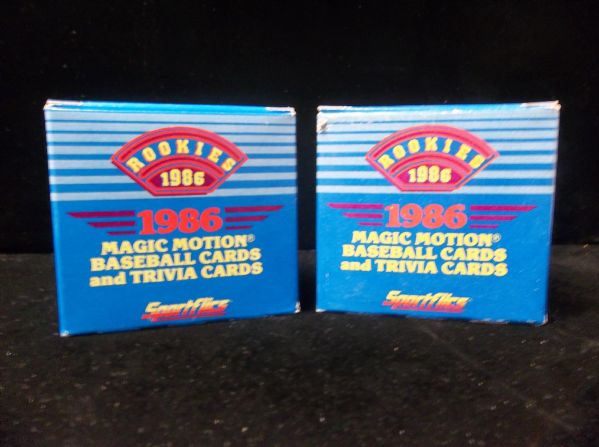 ROOKIES
1986
1986
MAGIC MOTION®
BASEBALL CARDS
and TRIVIA CARDS
Sportflics
ROOKIES
1986
1986
MAGIC MOTION®
BASEBALL CARDS
and TRIVIA CARDS
Sportflics